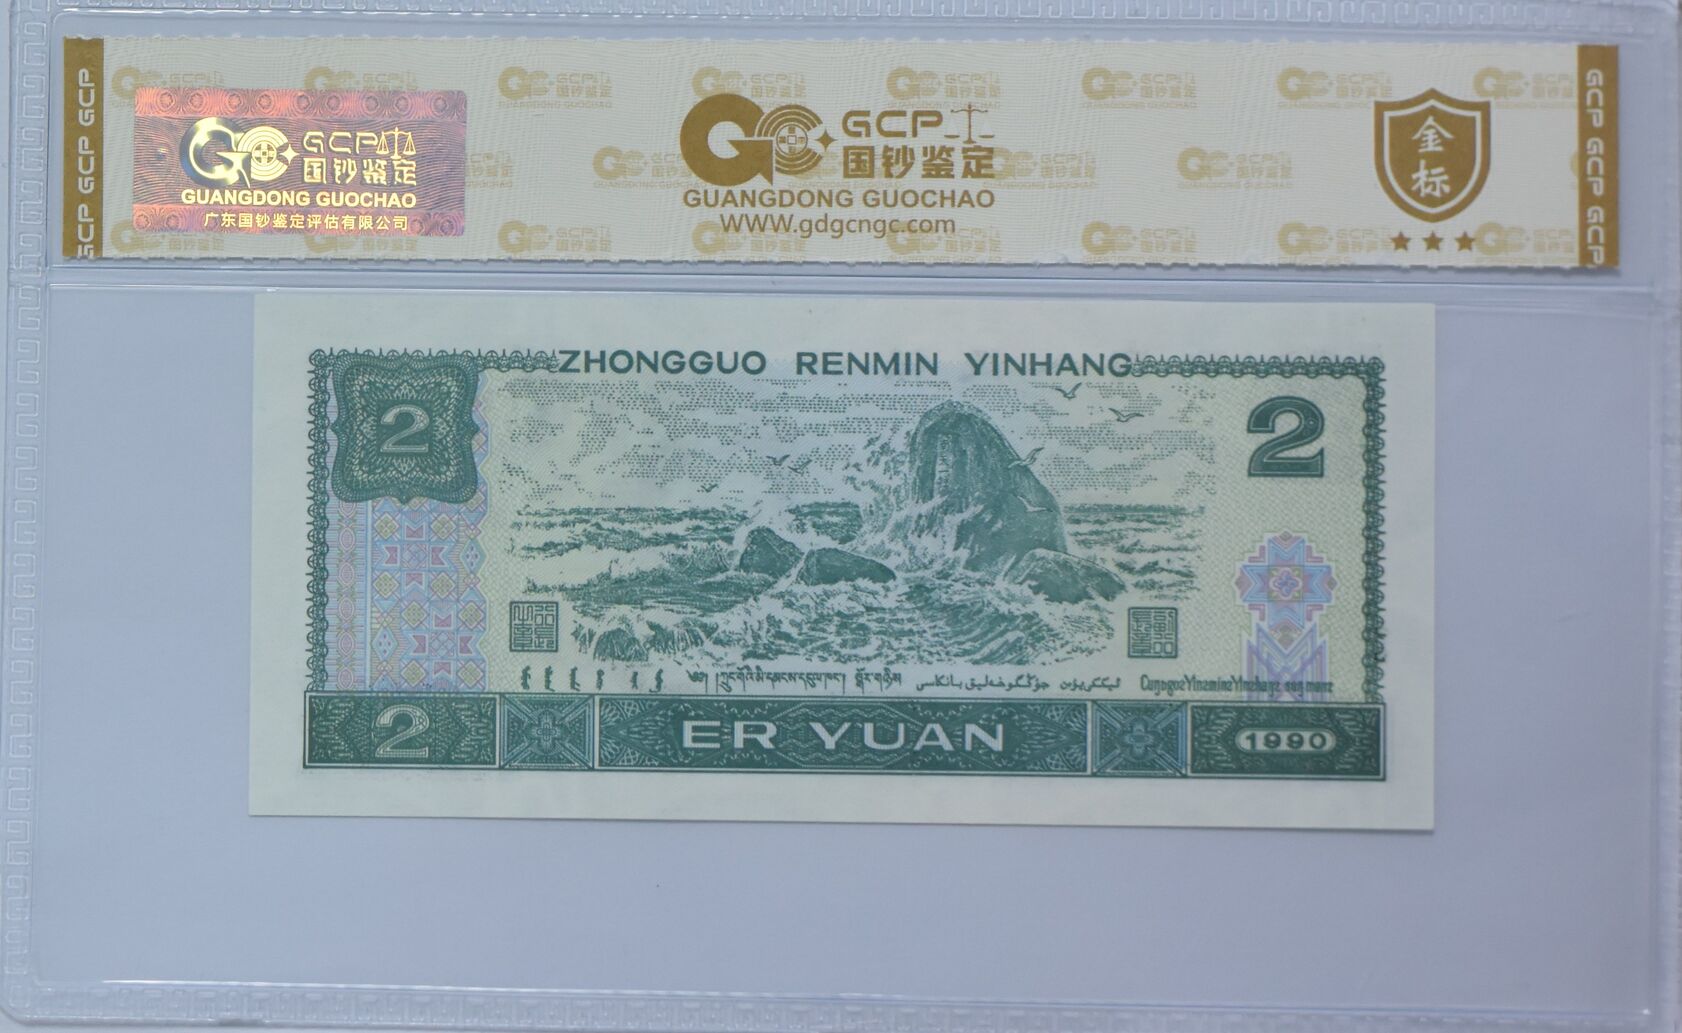 GCP GCP GCP
GCP
国钞鉴定
GUANGDONG GUOCHAO
广东国钞鉴定评估有限公司
GCP
国钞鉴定
GUANGDONG GUOCHAO
WWW.gdgcngc.com
金
标
GCP GCP GCP
ZHONGGUO RENMIN YINHANG
2
2
2
ER YUAN
1990